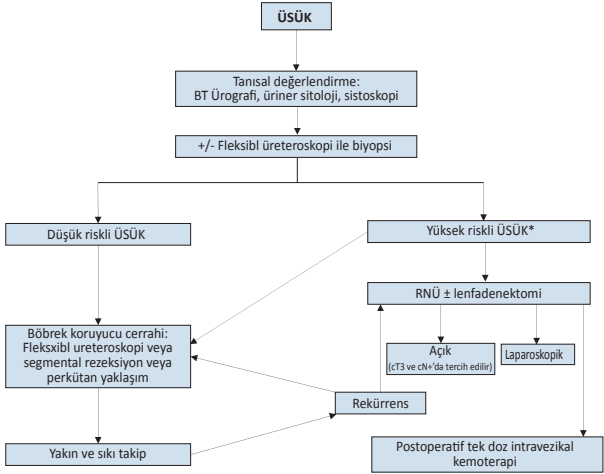 ÜSÜK
Tanısal değerlendirme:
BT Ürografi, üriner sitoloji, sistoskopi
+/- Fleksibl üreteroskopi ile biyopsi
Düşük riskli ÜSÜK
Yüksek riskli ÜSÜK*
RNÜ ± lenfadenektomi
Böbrek koruyucu cerrahi:
Fleksxibl ureteroskopi veya
segmental rezeksiyon veya
perkütan yaklaşım
Açık
(cT3 ve cN+'da tercih edilir)
Laparoskopik
Rekürrens
Yakın ve sıkı takip
Postoperatif tek doz intravezikal
kemoterapi